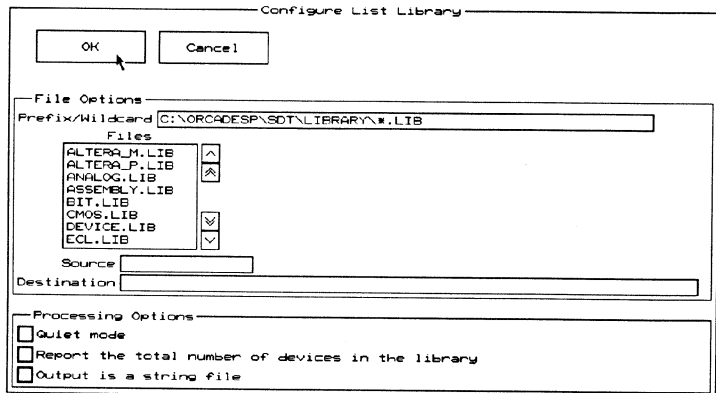 Configure List Library
OK
Cancel
File Options
Prefix/Wildcard C:\ORCADESP\SDT\LIBRARY\*.LIB
Files
ALTERA_M.LIB
ALTERA_P.LIB
ANALOG.LIB
ASSEMBLY.LIB
BIT.LIB
CMOS.LIB
DEVICE.LIB
ECL.LIB
Source
Destination
Processing Options
Quiet mode
Report the total number of devices in the library
Output is a string file